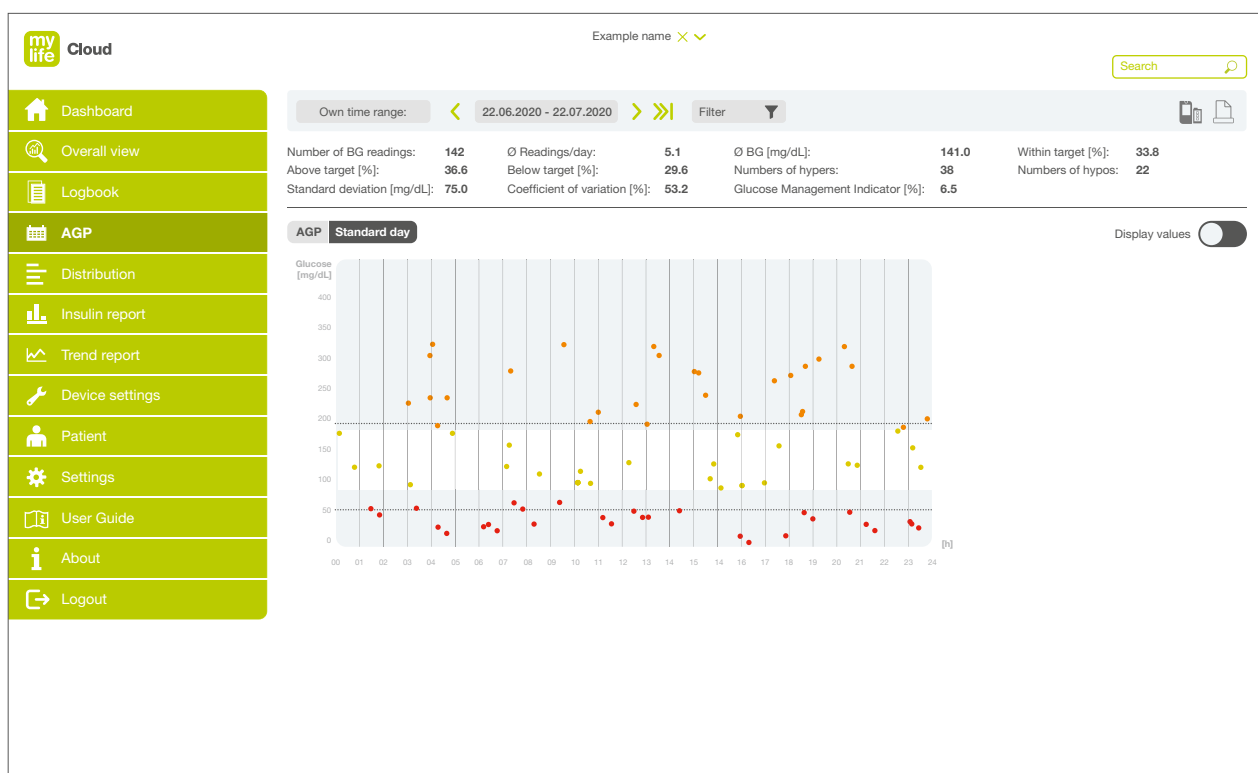 my
life Cloud
Example name
Search
Dashboard
Overall view
Logbook
AGP
Distribution
Insulin report
Trend report
Device settings
Patient
Settings
User Guide
About
Logout
Own time range: 22.06.2020 - 22.07.2020 Filter
Number of BG readings: 142 Ø Readings/day: 5.1 Ø BG [mg/dL]: 141.0 Within target [%]: 33.8
Above target [%]: 36.6 Below target [%]: 29.6 Numbers of hypers: 38 Numbers of hypos: 22
Standard deviation [mg/dL]: 75.0 Coefficient of variation [%]: 53.2 Glucose Management Indicator [%]: 6.5
AGP Standard day Display values
Glucose
[mg/dL]
400
350
300
250
200
150
100
50
0
[h]
00 01 02 03 04 05 06 07 08 09 10 11 12 13 14 15 14 16 17 18 19 20 21 22 23 24